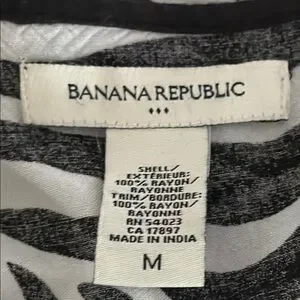 BANANA REPUBLIC
SHELL/
EXTÉRIEUR:
100% RAYON/
RAYONNE
TRIM/BORDURE:
100% RAYON/
RAYONNE
RN 54023
CA 17897
MADE IN INDIA
M